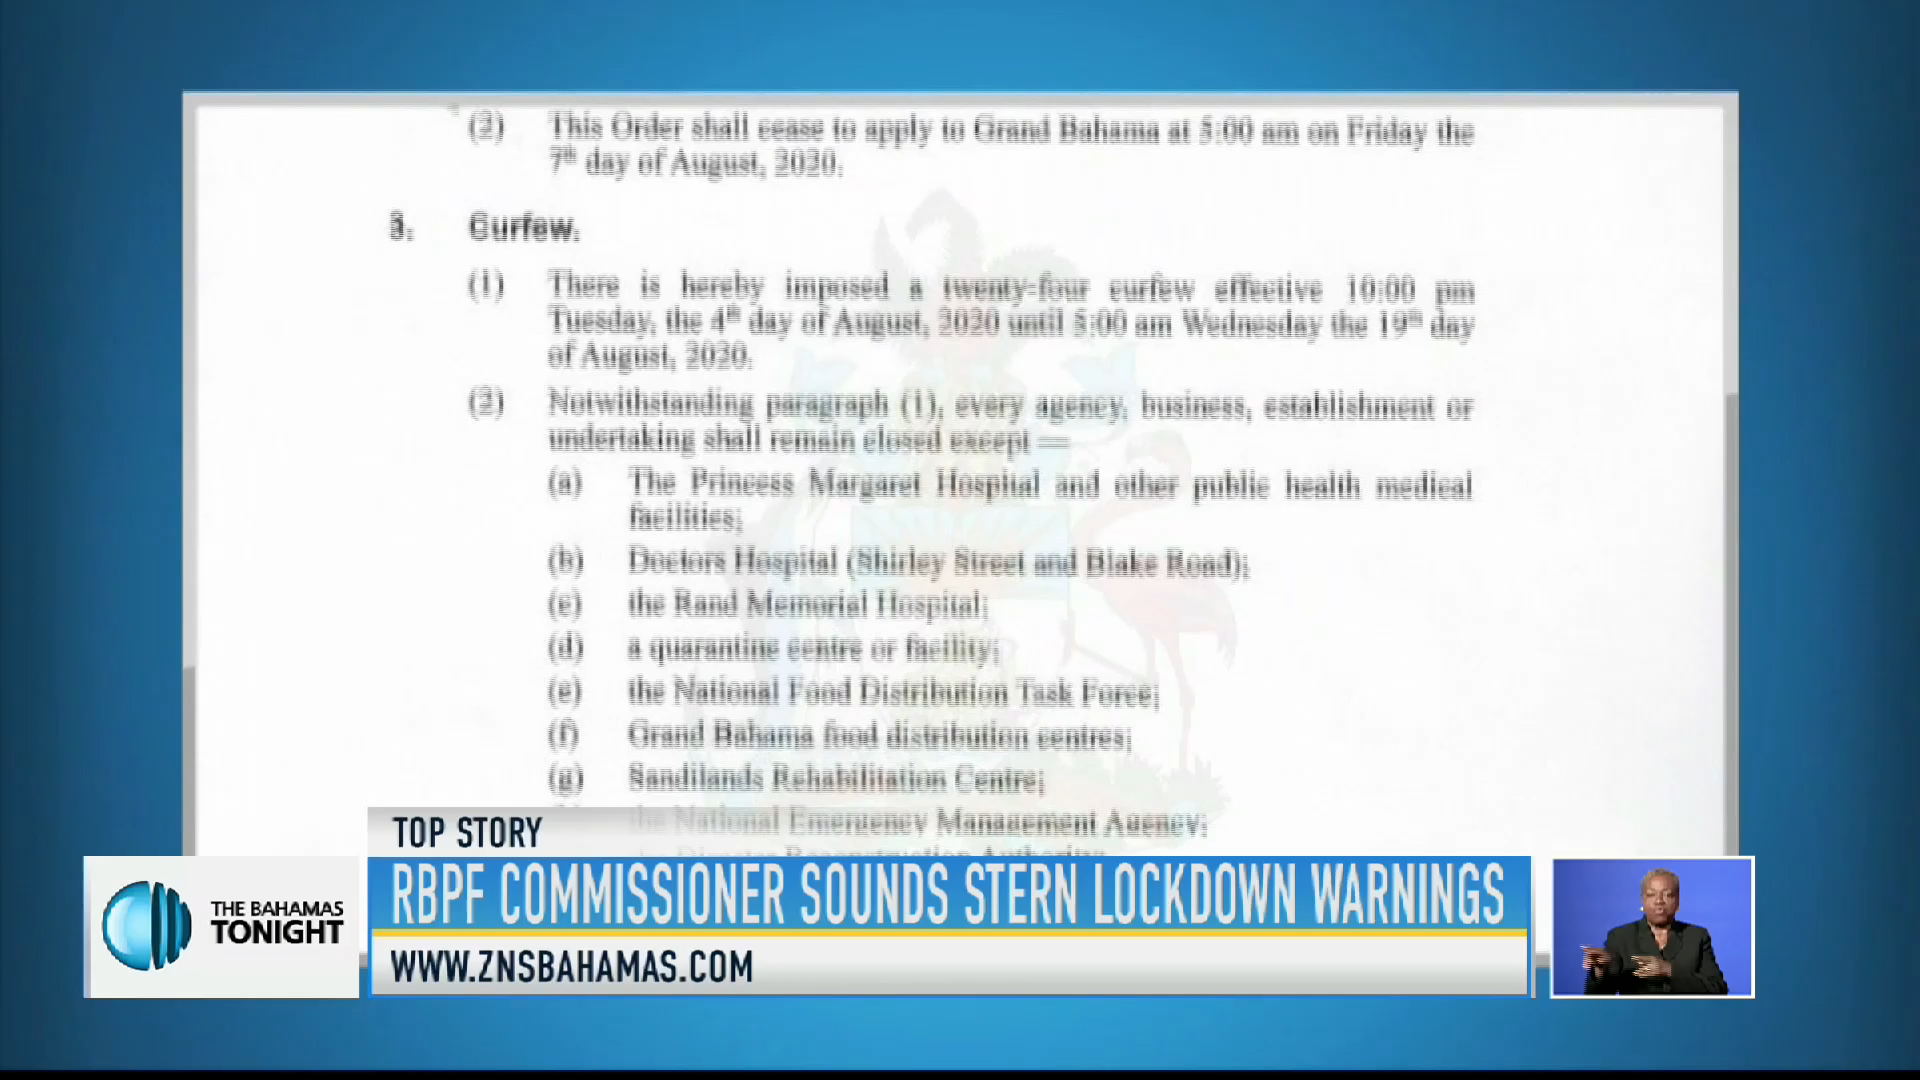 (2) This Order shall cease to apply to Grand Bahama at 5:00 am on Friday the
7th day of August, 2020.
3. Curfew.
(1) There is hereby imposed a twenty-four curfew effective 10:00 pm
Tuesday, the 4th day of August, 2020 until 5:00 am Wednesday the 19th day
of August, 2020.
(2) Notwithstanding paragraph (1), every agency, business, establishment or
undertaking shall remain closed except —
(a) The Princess Margaret Hospital and other public health medical
facilities;
(b) Doctors Hospital (Shirley Street and Blake Road);
(c) the Rand Memorial Hospital;
(d) a quarantine centre or facility;
(e) the National Food Distribution Task Force;
(f) Grand Bahama food distribution centres;
(g) Sandilands Rehabilitation Centre;
the National Emergency Management Agency;
Disaster Reconstruction Authority
TOP STORY
RBPF COMMISSIONER SOUNDS STERN LOCKDOWN WARNINGS
WWW.ZNSBAHAMAS.COM
THE BAHAMAS
TONIGHT